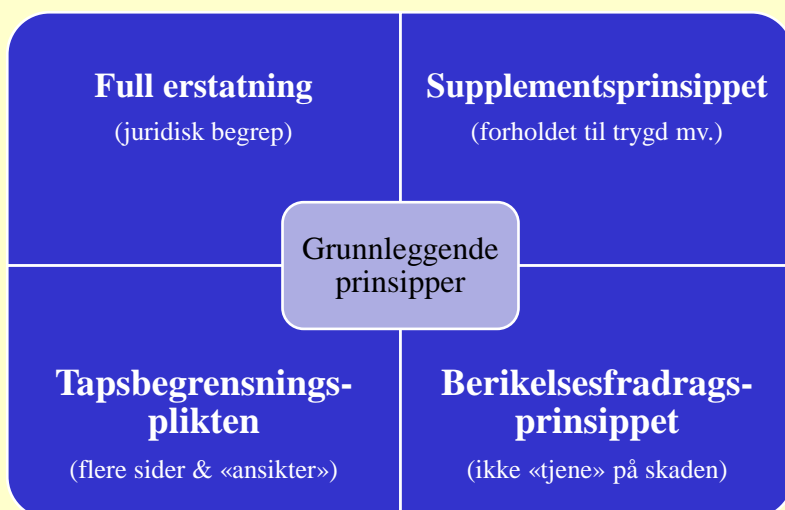 Full erstatning
(juridisk begrep)
Supplementsprinsippet
(forholdet til trygd mv.)
Grunnleggende
prinsipper
Tapsbegrensnings-
plikten
(flere sider & «ansikter»)
Berikelsesfradrags-
prinsippet
(ikke «tjene» på skaden)